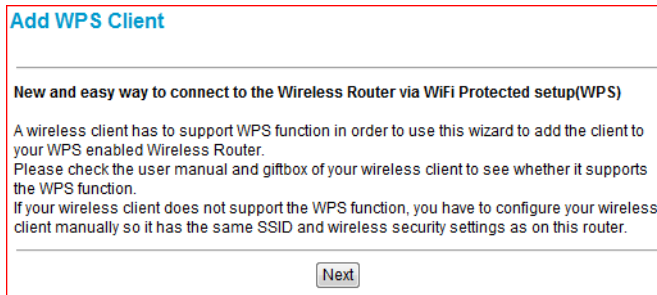 Add WPS Client
New and easy way to connect to the Wireless Router via WiFi Protected setup(WPS)
A wireless client has to support WPS function in order to use this wizard to add the client to
your WPS enabled Wireless Router.
Please check the user manual and giftbox of your wireless client to see whether it supports
the WPS function.
If your wireless client does not support the WPS function, you have to configure your wireless
client manually so it has the same SSID and wireless security settings as on this router.
Next